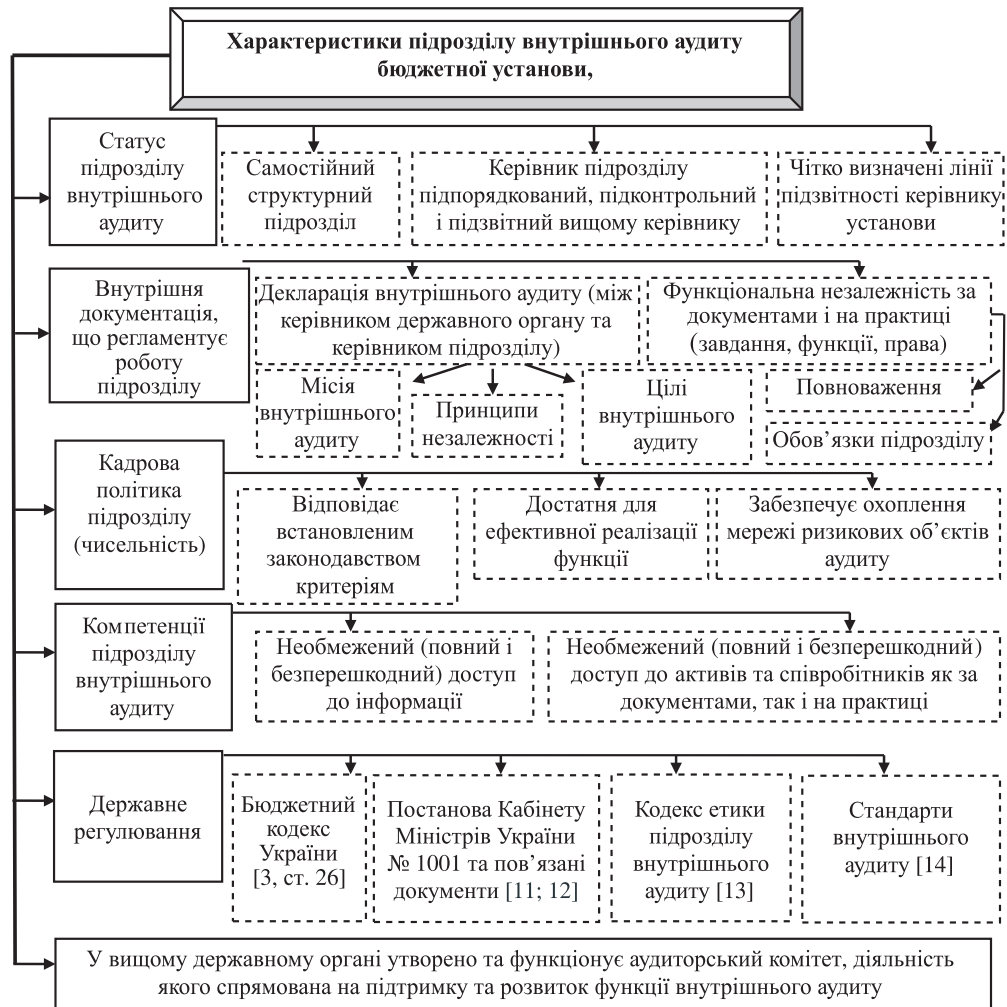 Характеристики підрозділу внутрішнього аудиту
бюджетної установи,
Статус
підрозділу
внутрішнього
аудиту
Самостійний
структурний
підрозділ
Керівник підрозділу
підпорядкований, підконтрольний
і підзвітний вищому керівнику
Чітко визначені лінії
підзвітності керівнику
установи
Внутрішня
документація,
що регламентує
роботу
підрозділу
Декларація внутрішнього аудиту (між
керівником державного органу та
керівником підрозділу)
Функціональна незалежність за
документами і на практиці
(завдання, функції, права)
Місія
внутрішнього
аудиту
Принципи
незалежності
Цілі
внутрішнього
аудиту
Повноваження
Обов’язки підрозділу
Кадрова
політика
підрозділу
(чисельність)
Відповідає
встановленим
законодавством
критеріям
Достатня для
ефективної реалізації
функції
Забезпечує охоплення
мережі ризикових об’єктів
аудиту
Компетенції
підрозділу
внутрішнього
аудиту
Необмежений (повний і
безперешкодний) доступ
до інформації
Необмежений (повний і безперешкодний)
доступ до активів та співробітників як за
документами, так і на практиці
Державне
регулювання
Бюджетний
кодекс
України
[3, ст. 26]
Постанова Кабінету
Міністрів України
№ 1001 та пов’язані
документи [11; 12]
Кодекс етики
підрозділу
внутрішнього
аудиту [13]
Стандарти
внутрішнього
аудиту [14]
У вищому державному органі утворено та функціонує аудиторський комітет, діяльність
якого спрямована на підтримку та розвиток функції внутрішнього аудиту